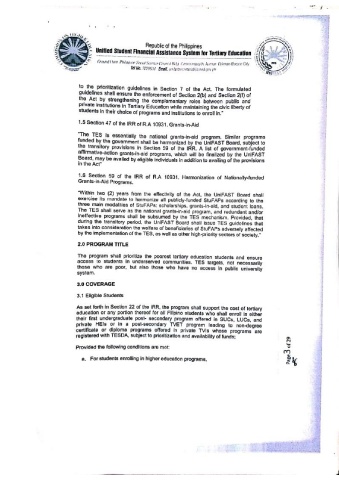 Republic of the Philippines
Unified Student Financial Assistance System for Tertiary Education
to the prioritization guidelines in Section 7 of the Act. The formulated
guidelines shall ensure the enforcement of Section 2(b) and Section 2(f) of
the Act by strengthening the complementary roles between public and
private institutions in Tertiary Education while maintaining the civic liberty of
students in their choice of programs and institutions to enroll in."
1.5 Section 47 of the IRR of R.A 10931, Grants-in-Aid
"The TES is essentially the national grants-in-aid program. Similar programs
funded by the government shall be harmonized by the UniFAST Board, subject to
the transitory provisions in Section 59 of the IRR. A list of government-funded
affirmative-action grants-in-aid programs, which will be finalized by the UniFAST
Board, may be availed by eligible individuals in addition to availing of the provisions
in the Act"
1.6 Section 59 of the IRR of R.A 10931, Harmonization of Nationally-funded
Grants-in-Aid Programs.
"Within two (2) years from the effectivity of the Act, the UniFAST Board shall
exercise its mandate to harmonize all publicly-funded StuFAPs according to the
three main modalities of StuFAPs: scholarships, grants-in-aid, and student loans.
The TES shall serve as the national grants-in-aid program, and redundant and/or
ineffective programs shall be subsumed by the TES mechanism. Provided, that
during the transitory period, the UniFAST Board shall issue TES guidelines that
takes into consideration the welfare of beneficiaries of StuFAPs adversely affected
by the implementation of the TES, as well as other high-priority sectors of society."
2.0 PROGRAM TITLE
The program shall prioritize the poorest tertiary education students and ensure
access to students in underserved communities. TES targets, not necessarily
those who are poor, but also those who have no access in public university
system.
3.0 COVERAGE
3.1 Eligible Students
As set forth in Section 22 of the IRR, the program shall support the cost of tertiary
education or any portion thereof for all Filipino students who shall enroll in either
their first undergraduate post- secondary program offered in SUCs, LUCs, and
private HEIs or in a post-secondary TVET program leading to non-degree
certificate or diploma programs offered in private TVIs whose programs are
registered with TESDA, subject to prioritization and availability of funds:
Provided the following conditions are met:
a. For students enrolling in higher education programs,
Page 3 of 29